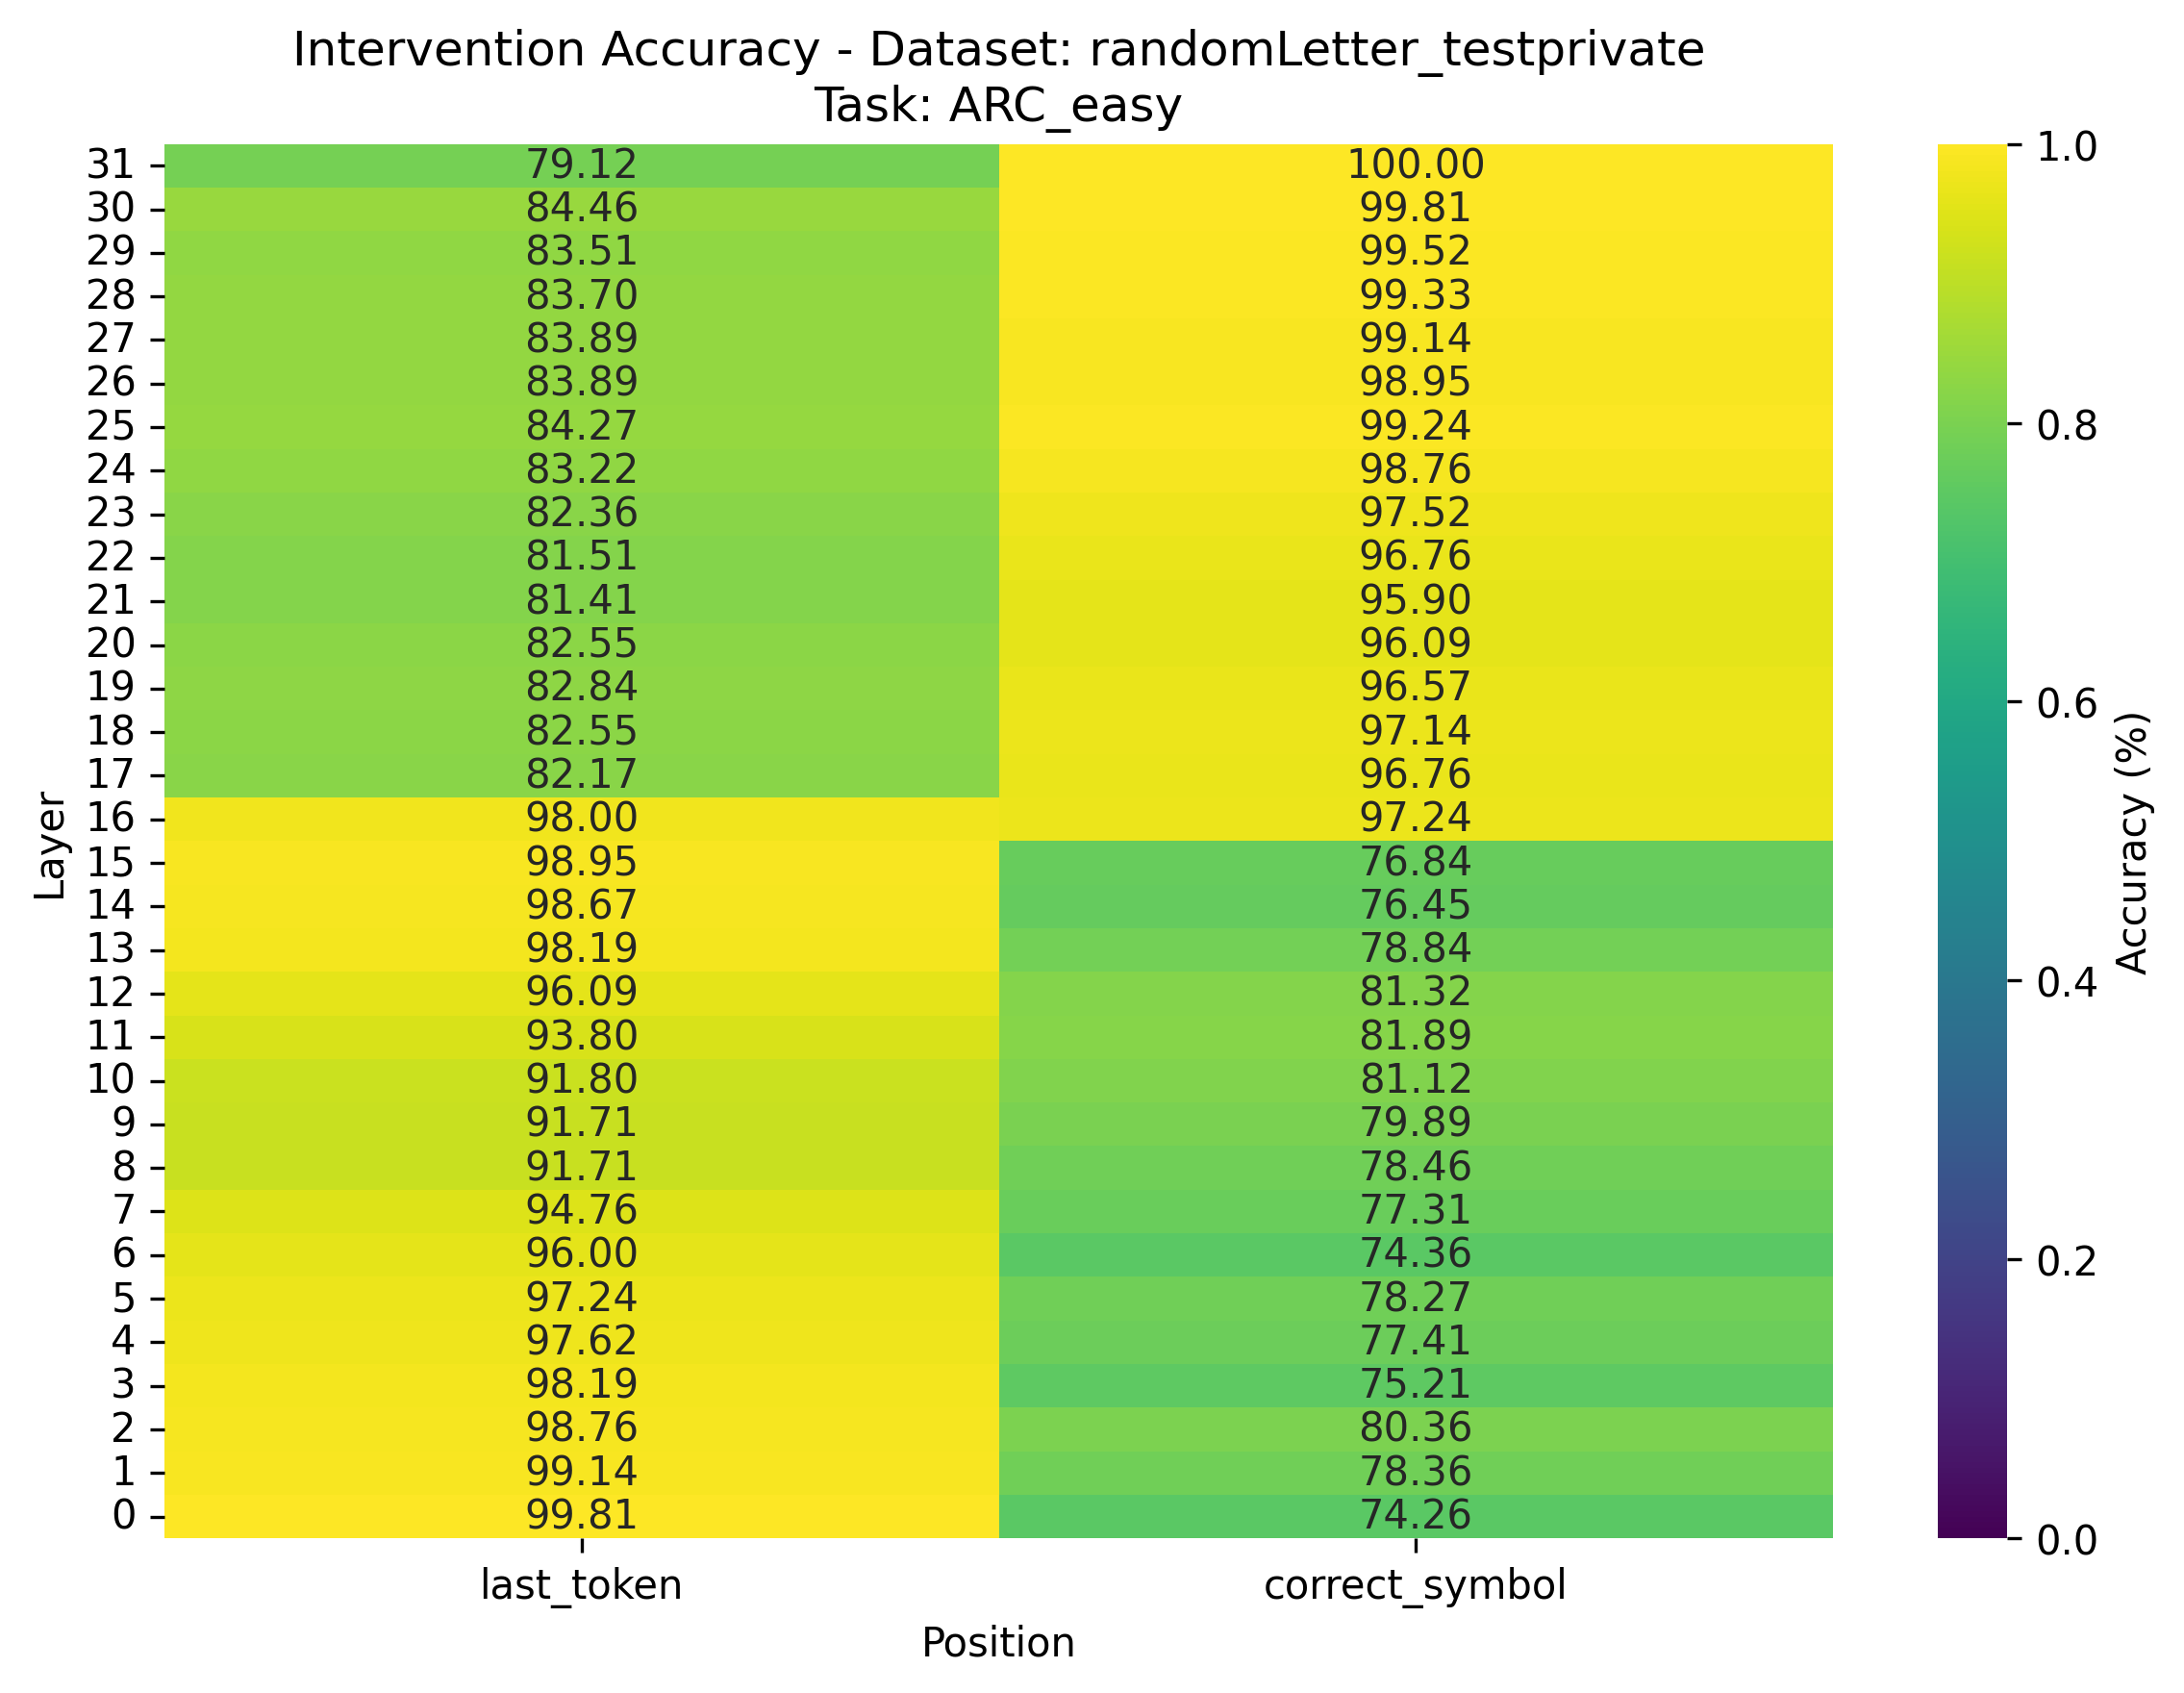 Intervention Accuracy - Dataset: randomLetter_testprivate
Task: ARC_easy
31 79.12 100.00
30 84.46 99.81
29 83.51 99.52
28 83.70 99.33
27 83.89 99.14
26 83.89 98.95
25 84.27 99.24
24 83.22 98.76
23 82.36 97.52
22 81.51 96.76
21 81.41 95.90
20 82.55 96.09
19 82.84 96.57
18 82.55 97.14
17 82.17 96.76
16 98.00 97.24
15 98.95 76.84
14 98.67 76.45
13 98.19 78.84
12 96.09 81.32
11 93.80 81.89
10 91.80 81.12
9 91.71 79.89
8 91.71 78.46
7 94.76 77.31
6 96.00 74.36
5 97.24 78.27
4 97.62 77.41
3 98.19 75.21
2 98.76 80.36
1 99.14 78.36
0 99.81 74.26
last_token correct_symbol
Position
Layer
1.0
0.8
0.6
0.4
0.2
0.0
Accuracy (%)